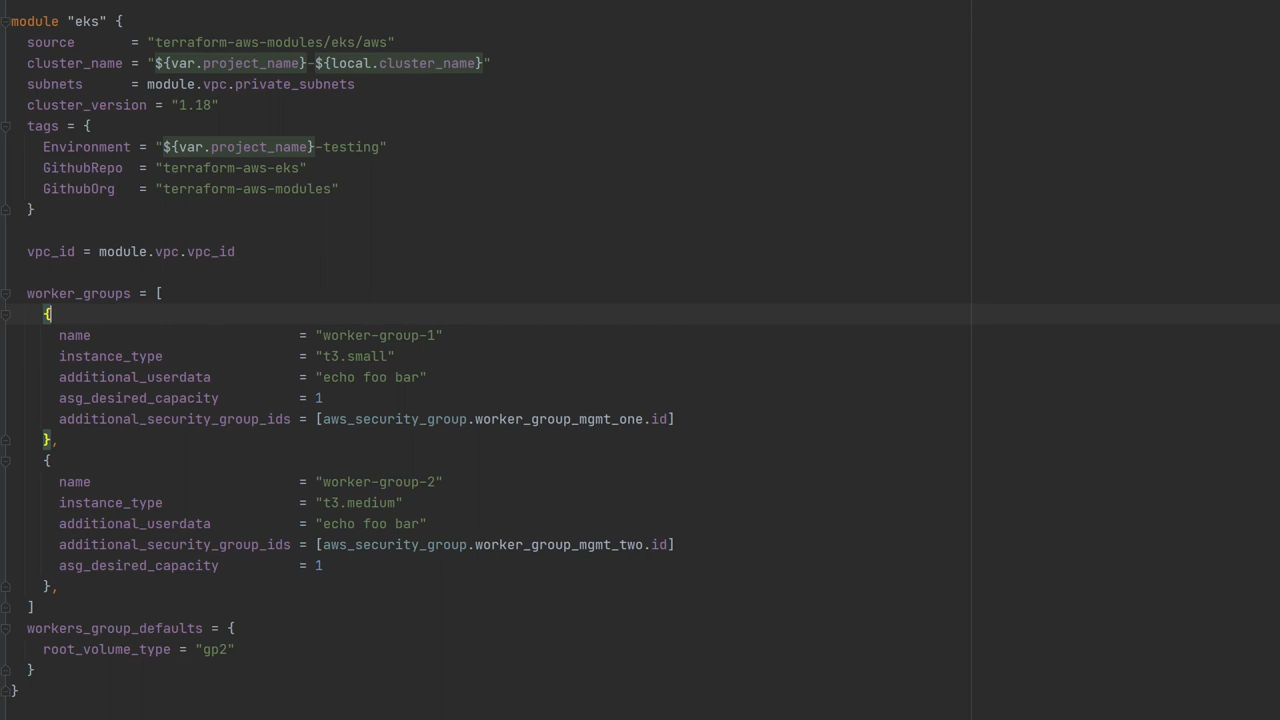 module "eks" {
  source       = "terraform-aws-modules/eks/aws"
  cluster_name = "${var.project_name}-${local.cluster_name}"
  subnets      = module.vpc.private_subnets
  cluster_version = "1.18"
  tags = {
    Environment = "${var.project_name}-testing"
    GithubRepo  = "terraform-aws-eks"
    GithubOrg   = "terraform-aws-modules"
  }

  vpc_id = module.vpc.vpc_id

  worker_groups = [
    {
      name                          = "worker-group-1"
      instance_type                 = "t3.small"
      additional_userdata           = "echo foo bar"
      asg_desired_capacity          = 1
      additional_security_group_ids = [aws_security_group.worker_group_mgmt_one.id]
    },
    {
      name                          = "worker-group-2"
      instance_type                 = "t3.medium"
      additional_userdata           = "echo foo bar"
      additional_security_group_ids = [aws_security_group.worker_group_mgmt_two.id]
      asg_desired_capacity          = 1
    },
  ]
  workers_group_defaults = {
    root_volume_type = "gp2"
  }
}